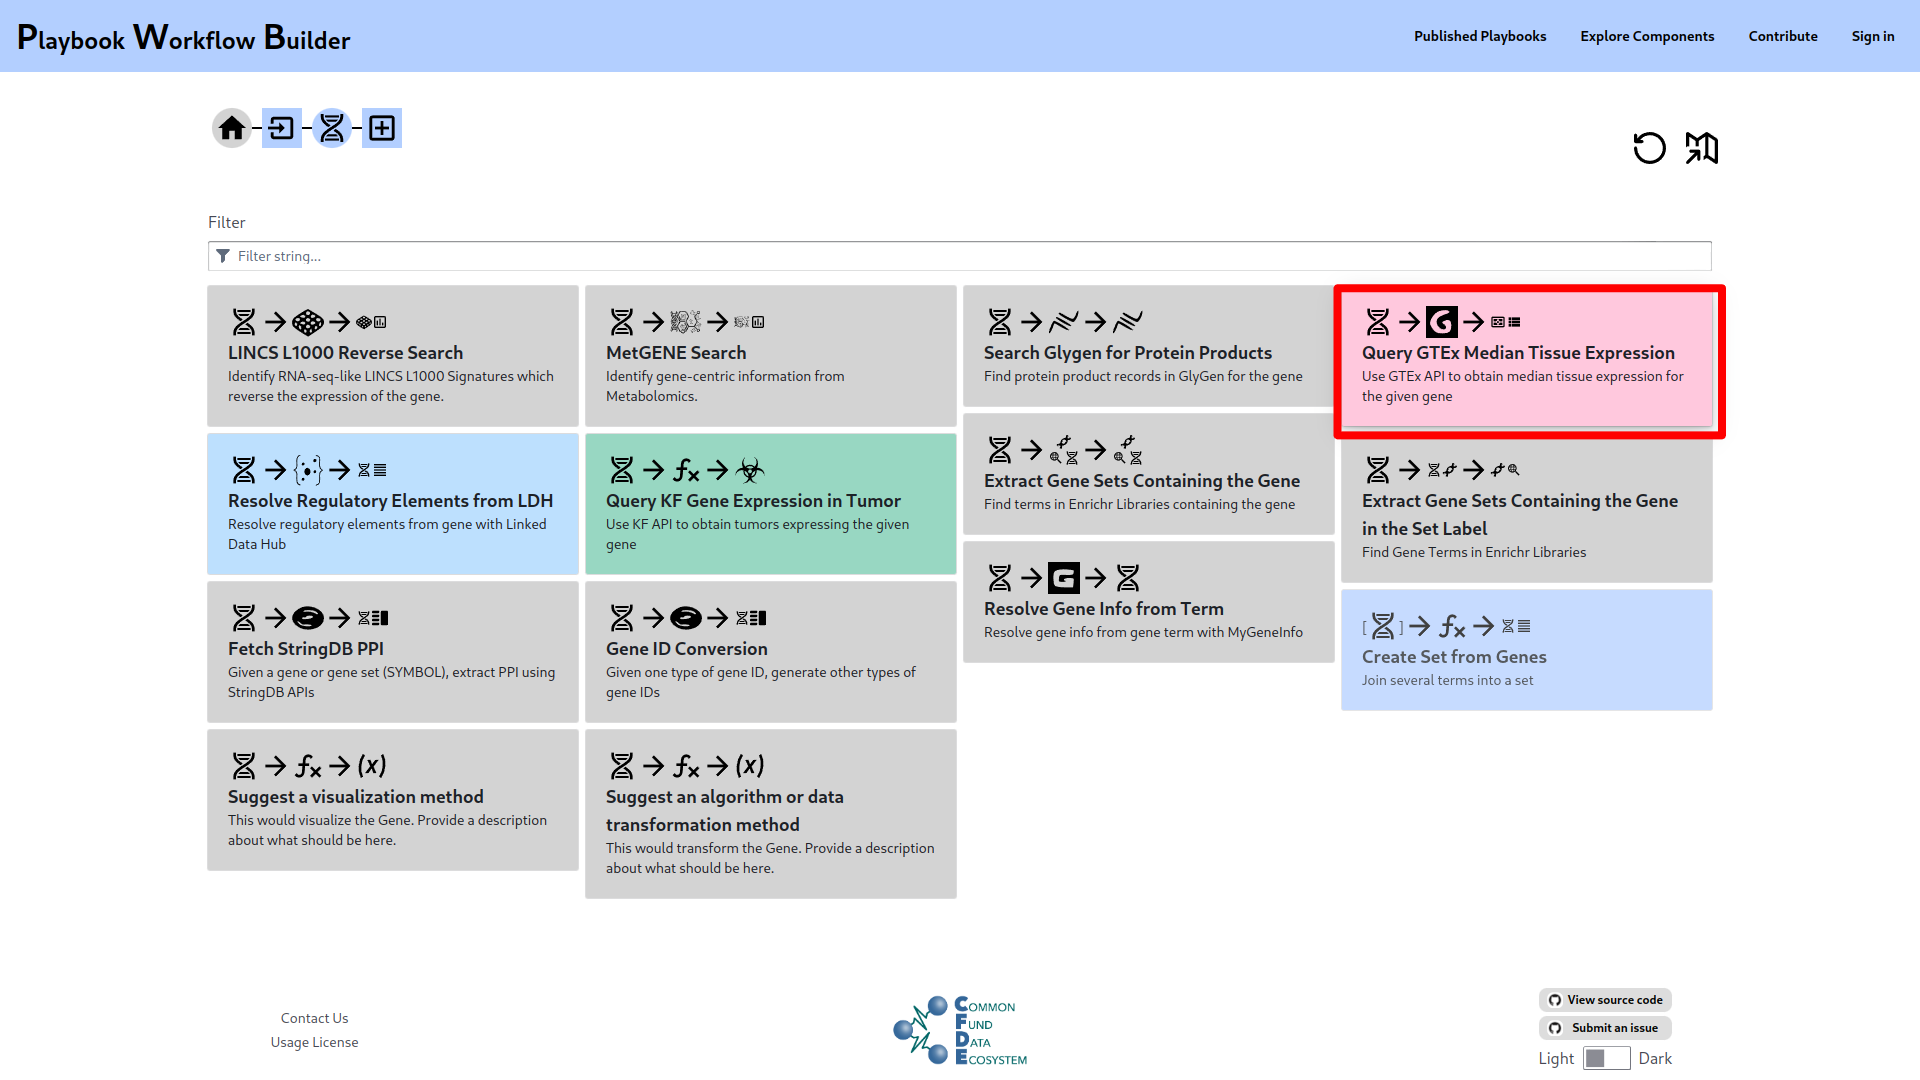 Playbook Workflow Builder
Published Playbooks
Explore Components
Contribute
Sign in
Filter
Filter string...
LINCS L1000 Reverse Search
Identify RNA-seq-like LINCS L1000 Signatures which
reverse the expression of the gene.
MetGENE Search
Identify gene-centric information from
Metabolomics.
Search Glygen for Protein Products
Find protein product records in GlyGen for the gene
Query GTEx Median Tissue Expression
Use GTEx API to obtain median tissue expression for
the given gene
Resolve Regulatory Elements from LDH
Resolve regulatory elements from gene with Linked
Data Hub
Query KF Gene Expression in Tumor
Use KF API to obtain tumors expressing the given
gene
Extract Gene Sets Containing the Gene
Find terms in Enrichr Libraries containing the gene
Extract Gene Sets Containing the Gene
in the Set Label
Find Gene Terms in Enrichr Libraries
Fetch StringDB PPI
Given a gene or gene set (SYMBOL), extract PPI using
StringDB APIs
Gene ID Conversion
Given one type of gene ID, generate other types of
gene IDs
Resolve Gene Info from Term
Resolve gene info from gene term with MyGeneInfo
Create Set from Genes
Join several terms into a set
Suggest a visualization method
This would visualize the Gene. Provide a description
about what should be here.
Suggest an algorithm or data
transformation method
This would transform the Gene. Provide a description
about what should be here.
Contact Us
Usage License
COMMON
FUND
DATA
ECOSYSTEM
View source code
Submit an issue
Light
Dark